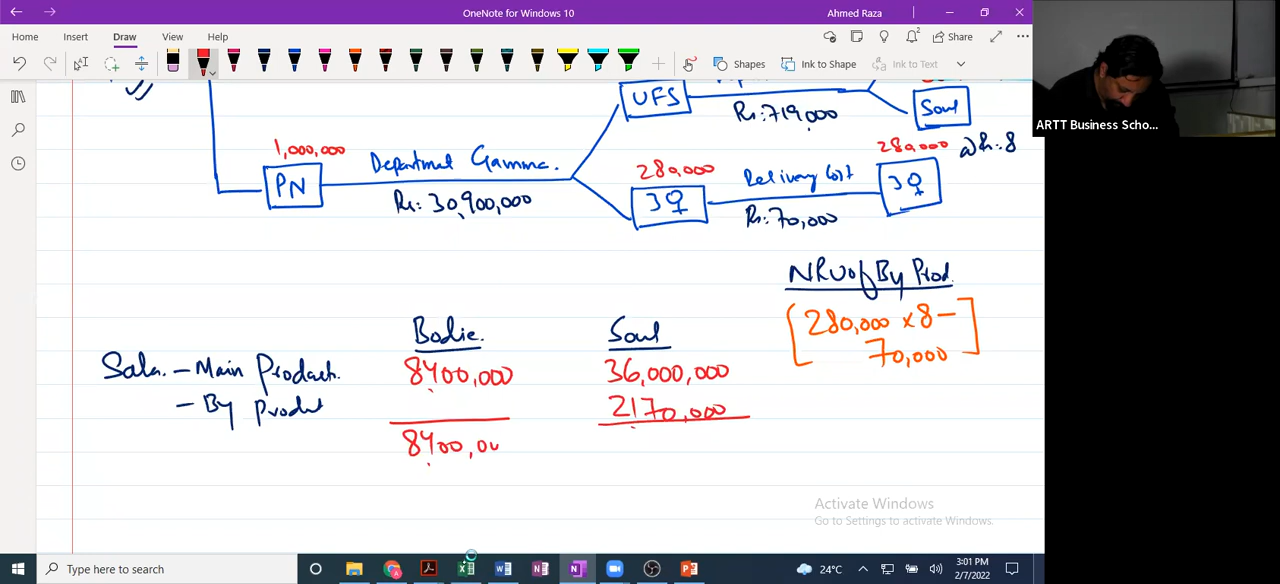 OneNote for Windows 10
Ahmed Raza
Home Insert Draw View Help
Share
Shapes
Ink to Shape
Ink to Text
ARTT Business Scho...
UFS
Rs: 719,000
Soul
1,000,000
Department Gamma.
PN
Rs: 30,900,000
280,000
Delivery Cost
Rs: 70,000
280,000 @ Rs: 8
NRV of By Prod.
[280,000 × 8 –
70,000]
Bodie. Soul
Sales – Main Product. 8400,000 36,000,000
– By Product 2170,000
8400,00
Activate Windows
Go to Settings to activate Windows.
Type here to search
24°C
3:01 PM
2/7/2022